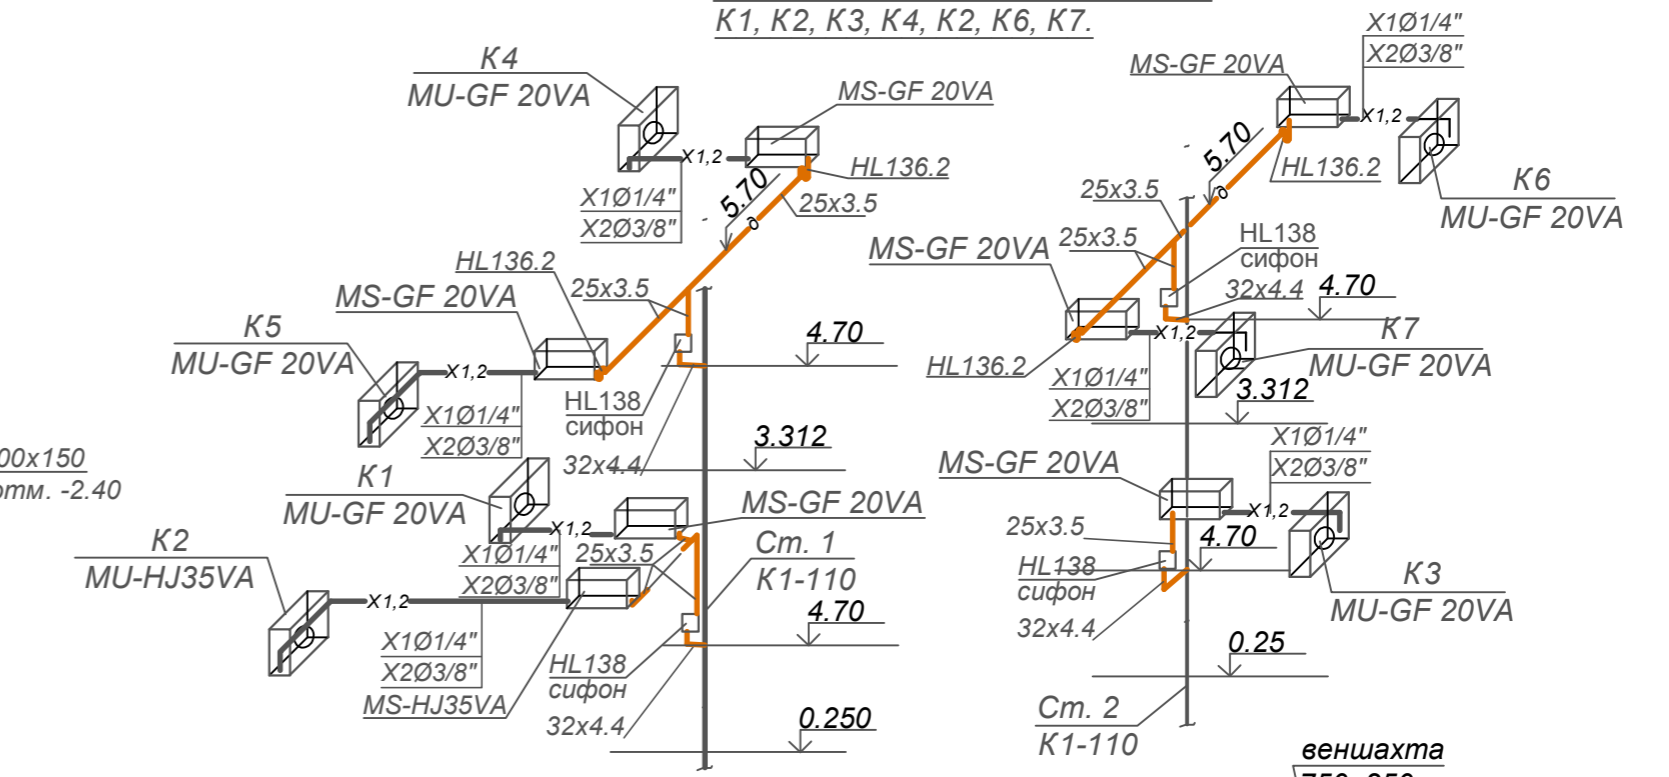 К1, К2, К3, К4, К2, К6, К7.
К4
MU-GF 20VA
MS-GF 20VA
X1,2
HL136.2
X1Ø1/4"
X2Ø3/8"
5.70
25x3.5
HL136.2
MS-GF 20VA
25x3.5
К5
MU-GF 20VA
X1,2
X1Ø1/4"
X2Ø3/8"
HL138
сифон
32x4.4
4.70
3.312
00x150
отм. -2.40
К1
MU-GF 20VA
X1,2
MS-GF 20VA
X1Ø1/4"
X2Ø3/8"
25x3.5
Ст. 1
К1-110
К2
MU-HJ35VA
X1,2
X1Ø1/4"
X2Ø3/8"
MS-HJ35VA
HL138
сифон
32x4.4
4.70
0.250
X1Ø1/4"
X2Ø3/8"
MS-GF 20VA
X1,2
5.70
HL136.2
К6
MU-GF 20VA
25x3.5
25x3.5
MS-GF 20VA
HL138
сифон
32x4.4
4.70
X1,2
К7
MU-GF 20VA
HL136.2
X1Ø1/4"
X2Ø3/8"
3.312
X1Ø1/4"
X2Ø3/8"
MS-GF 20VA
X1,2
25x3.5
4.70
HL138
сифон
32x4.4
К3
MU-GF 20VA
0.25
Ст. 2
К1-110
веншахта